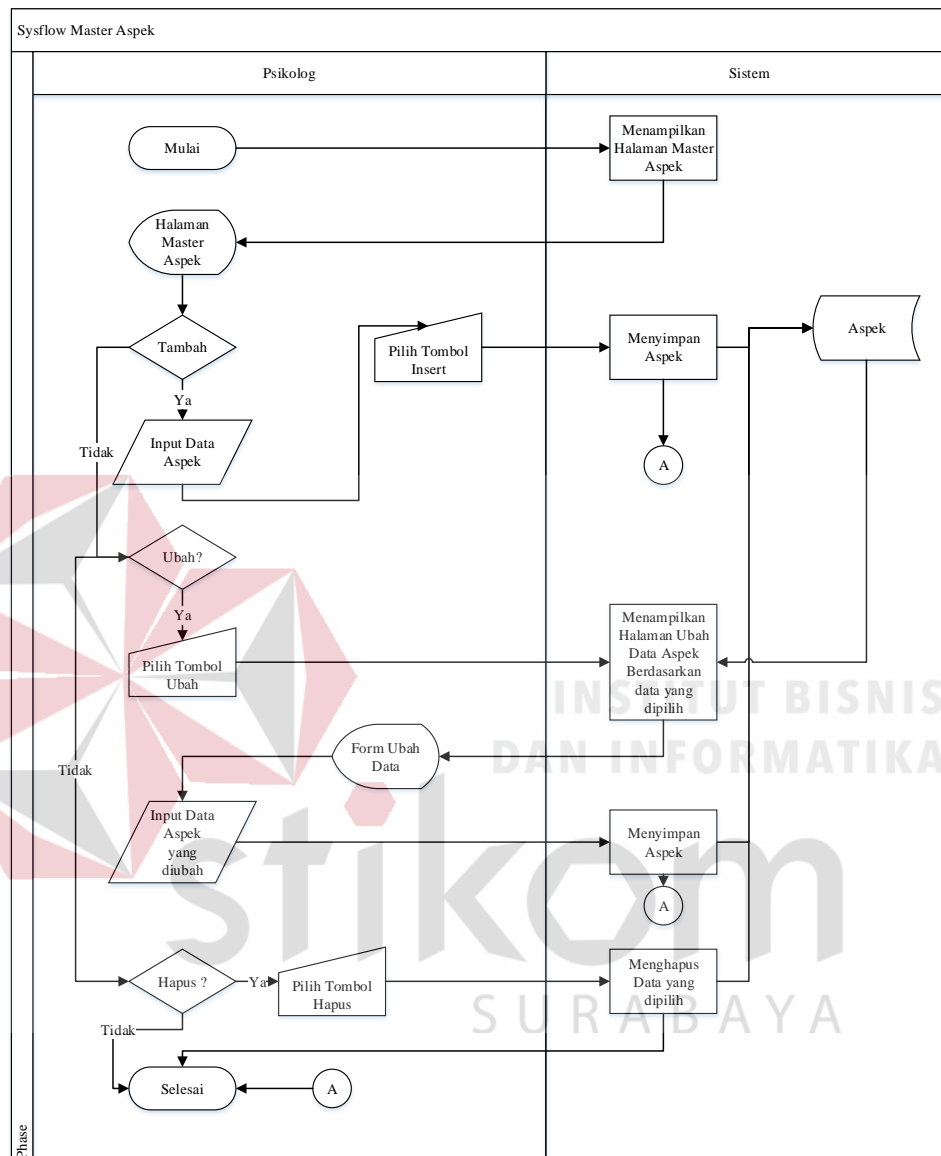 Sysflow Master Aspek
Psikolog
Sistem
Mulai
Menampilkan
Halaman Master
Aspek
Halaman
Master
Aspek
Tambah
Pilih Tombol
Insert
Menyimpan
Aspek
Aspek
Ya
Input Data
Aspek
Tidak
A
Ubah?
Ya
Pilih Tombol
Ubah
Menampilkan
Halaman Ubah
Data Aspek
Berdasarkan
data yang
dipilih
INSTITUT BISNIS
DAN INFORMATIKA
Form Ubah
Data
Tidak
Input Data
Aspek
yang
diubah
Menyimpan
Aspek
stikom
A
Hapus ?
Ya
Pilih Tombol
Hapus
Menghapus
Data yang
dipilih
SURABAYA
Tidak
Selesai
A
Phase